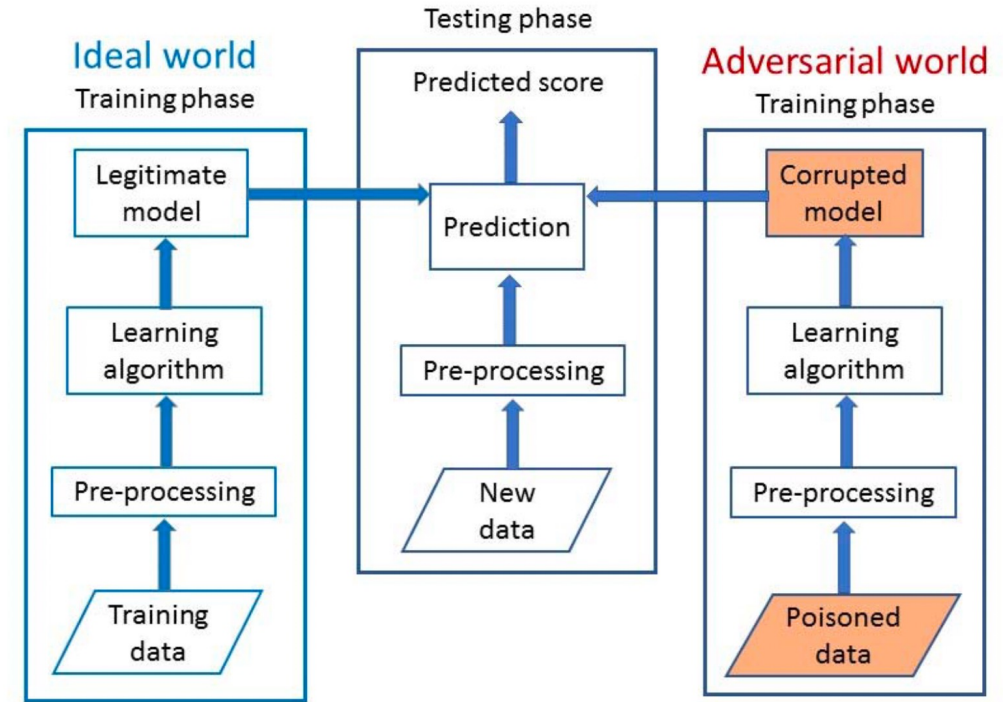 Ideal world
Training phase
Legitimate
model
Learning
algorithm
Pre-processing
Training
data
Testing phase
Predicted score
Prediction
Pre-processing
New
data
Adversarial world
Training phase
Corrupted
model
Learning
algorithm
Pre-processing
Poisoned
data